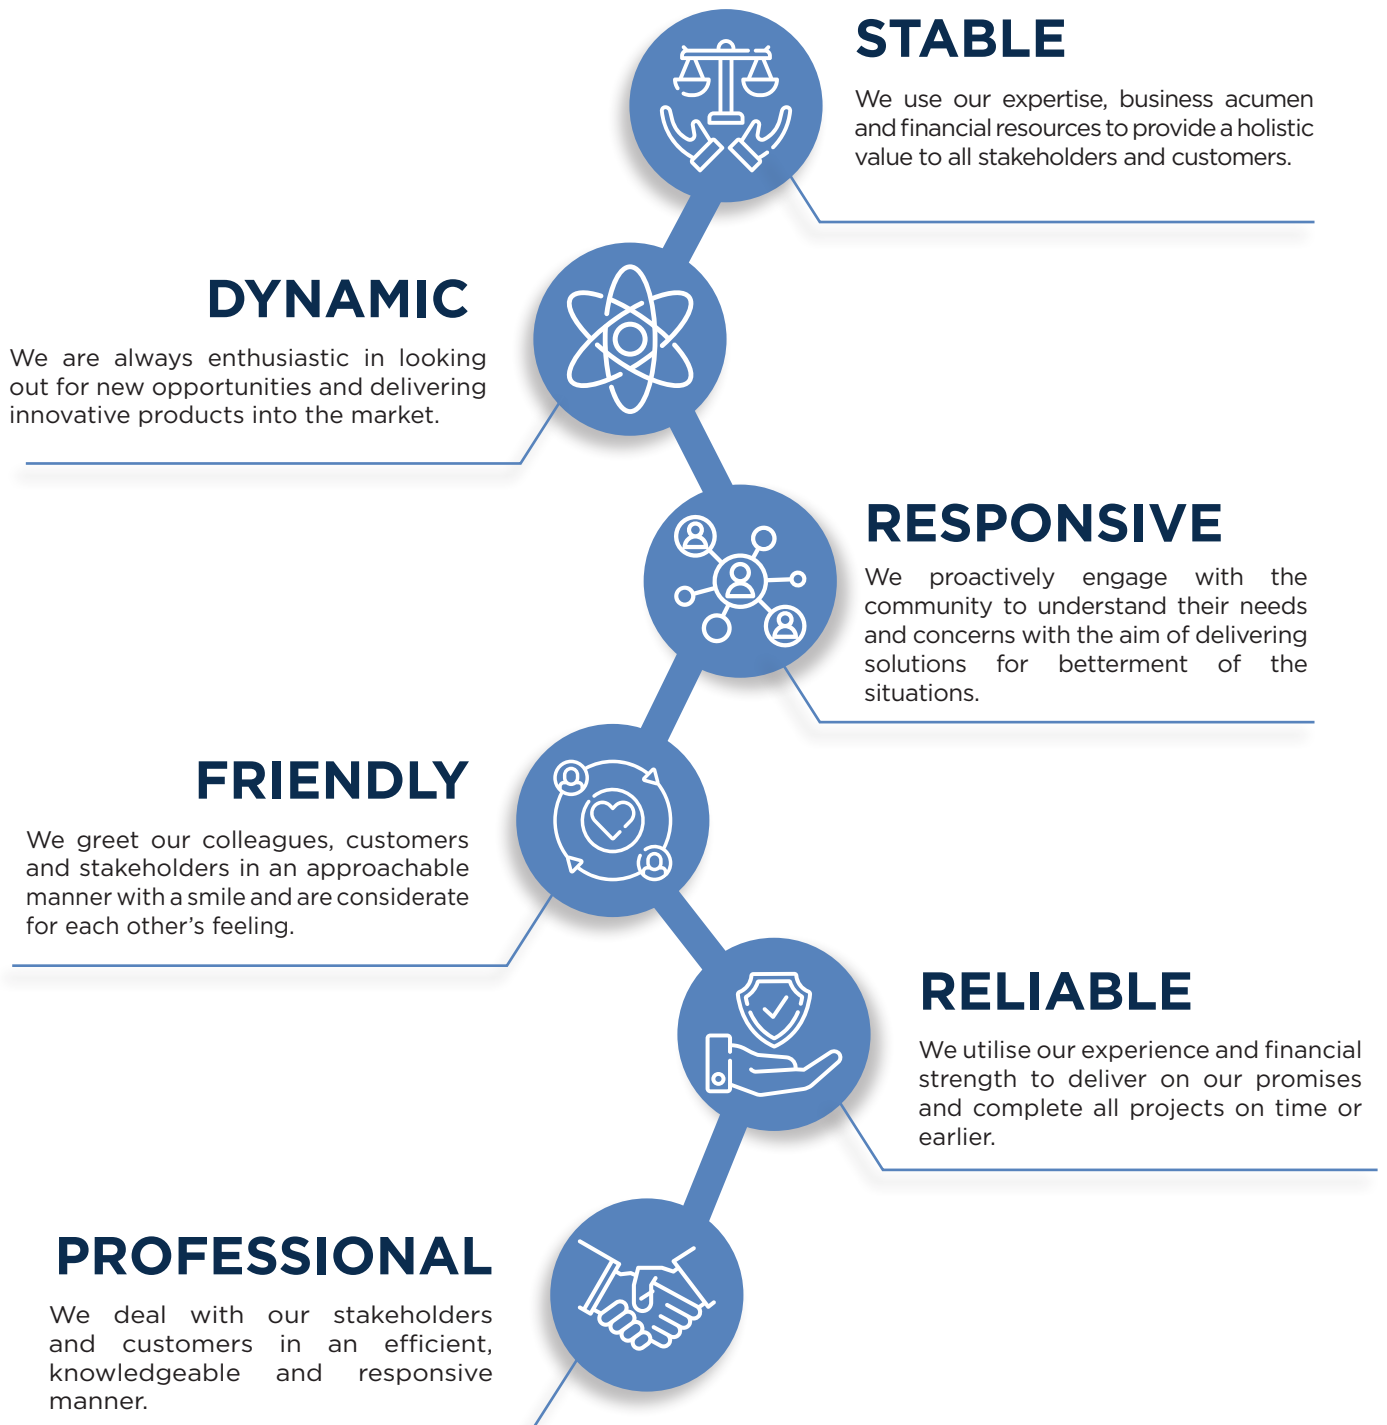 STABLE
We use our expertise, business acumen
and financial resources to provide a holistic
value to all stakeholders and customers.
DYNAMIC
We are always enthusiastic in looking
out for new opportunities and delivering
innovative products into the market.
RESPONSIVE
We proactively engage with the
community to understand their needs
and concerns with the aim of delivering
solutions for betterment of the
situations.
FRIENDLY
We greet our colleagues, customers
and stakeholders in an approachable
manner with a smile and are considerate
for each other’s feeling.
RELIABLE
We utilise our experience and financial
strength to deliver on our promises
and complete all projects on time or
earlier.
PROFESSIONAL
We deal with our stakeholders
and customers in an efficient,
knowledgeable and responsive
manner.